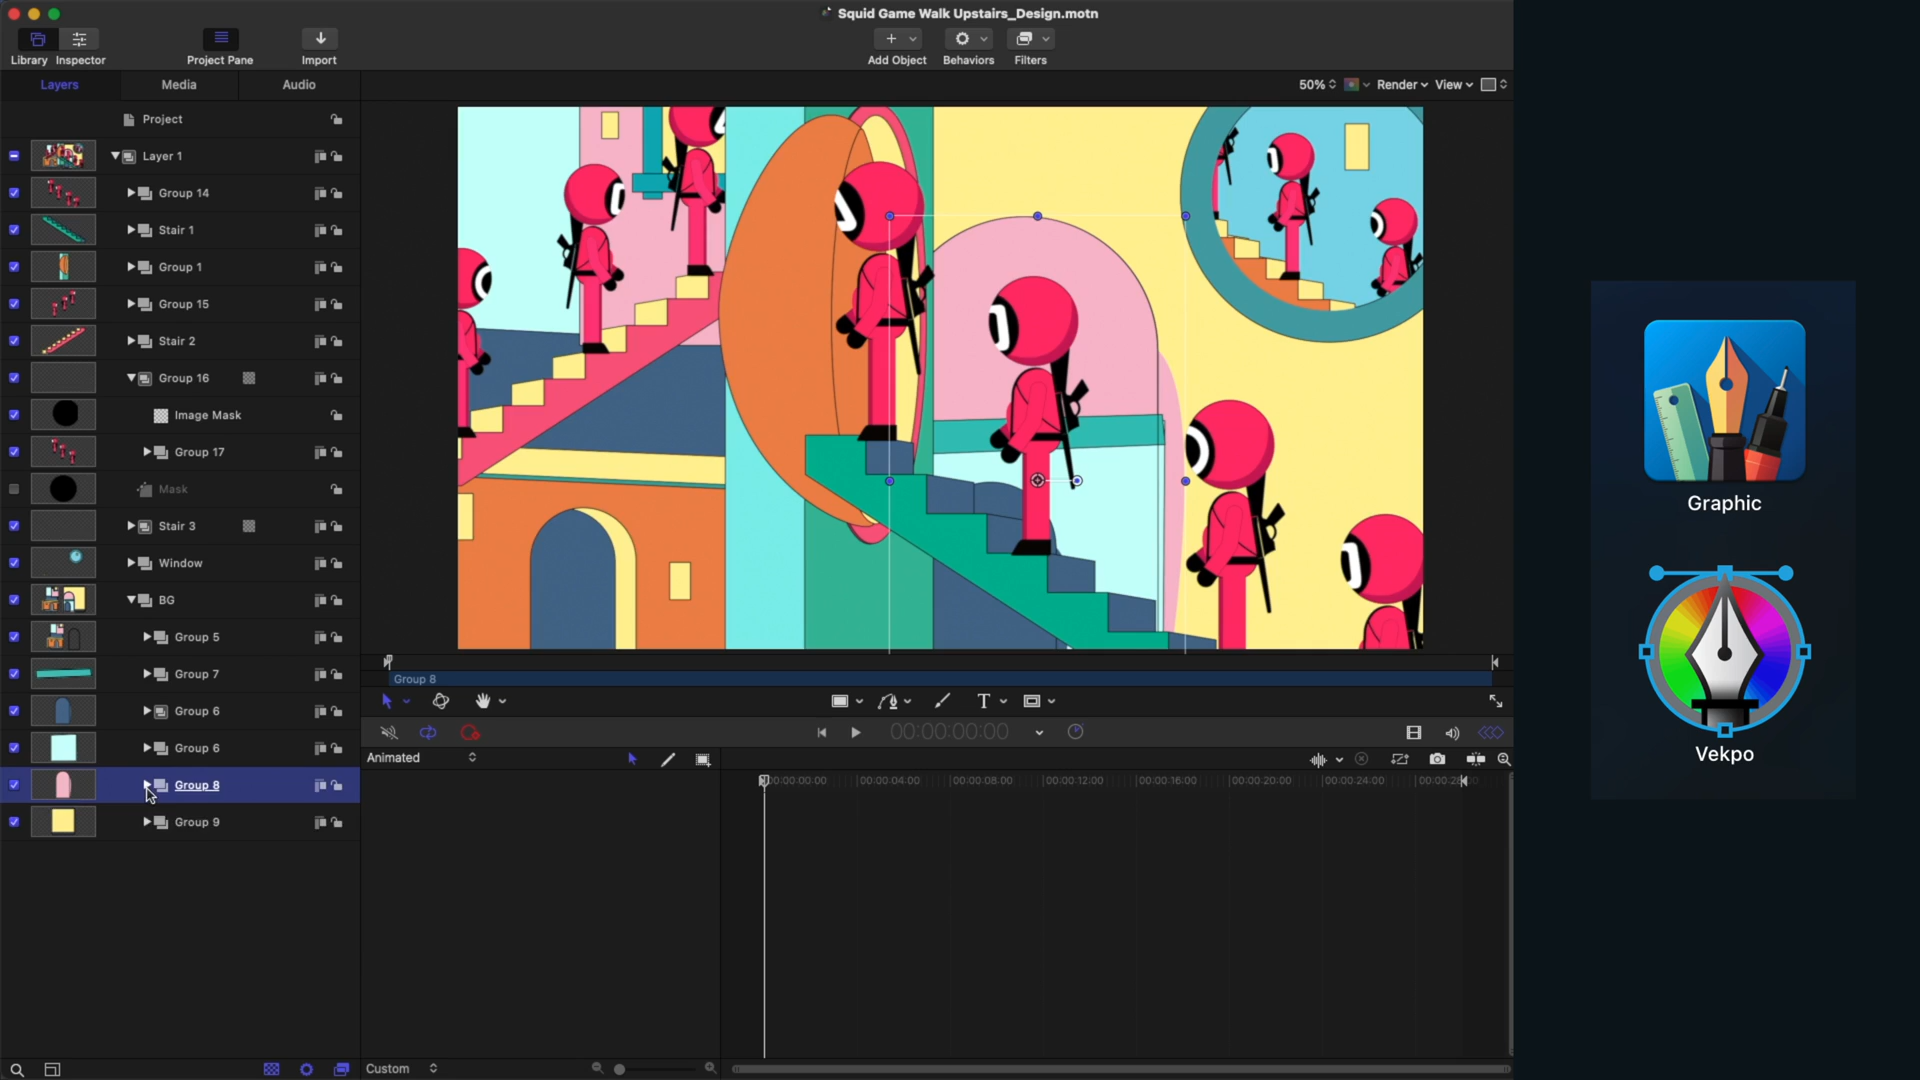 Squid Game Walk Upstairs_Design.motn
Library
Inspector
Project Pane
Import
Add Object
Behaviors
Filters
Layers
Media
Audio
50%
Render
View
Project
Layer 1
Group 14
Stair 1
Group 1
Group 15
Stair 2
Group 16
Image Mask
Group 17
Mask
Stair 3
Window
BG
Group 5
Group 7
Group 6
Group 6
Group 8
Group 9
Group 8
T
00:00:00:00
Animated
00:00:00:00
00:00:04:00
00:00:08:00
00:00:12:00
00:00:16:00
00:00:20:00
00:00:24:00
Custom
Graphic
Vekpo